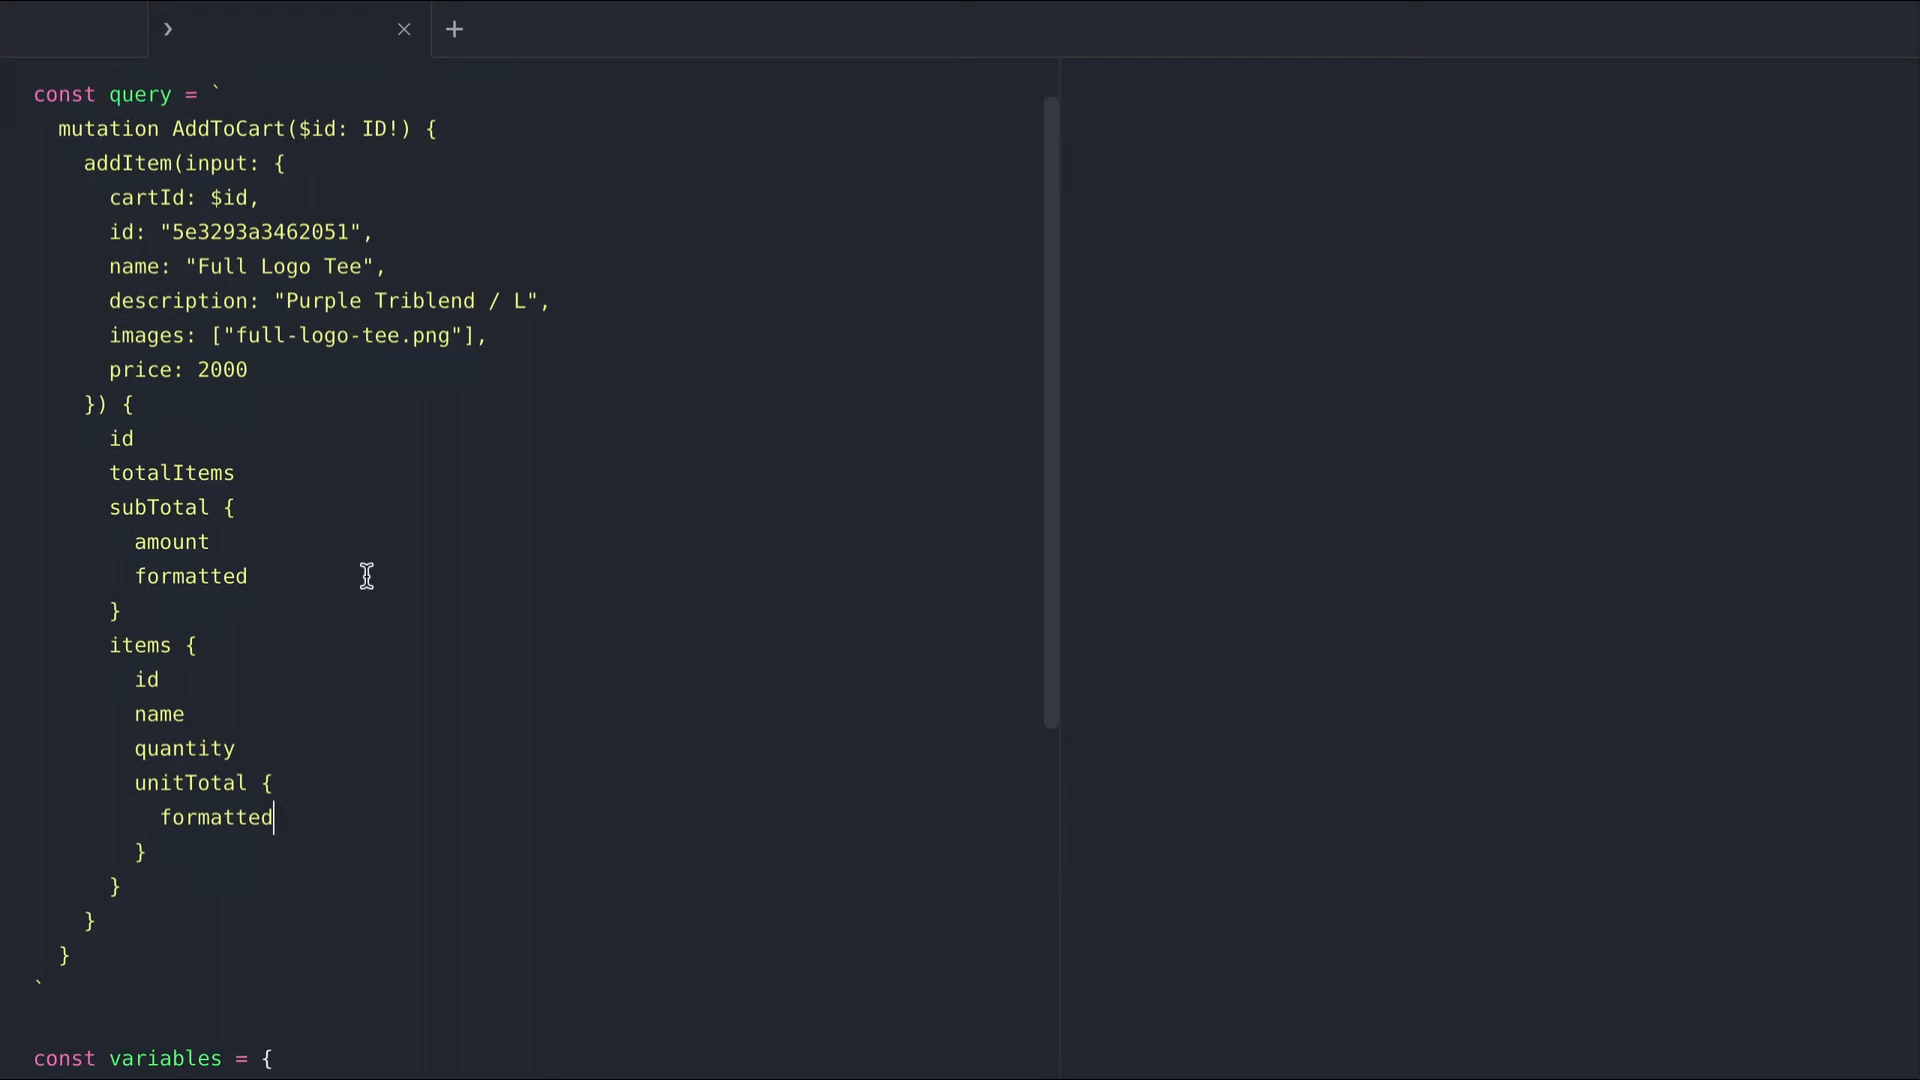 const query = `
mutation AddToCart($id: ID!) {
addItem(input: {
cartId: $id,
id: "5e3293a3462051",
name: "Full Logo Tee",
description: "Purple Triblend / L",
images: ["full-logo-tee.png"],
price: 2000
}) {
id
totalItems
subTotal {
amount
formatted
}
items {
id
name
quantity
unitTotal {
formatted
}
}
}
}
`
const variables = {